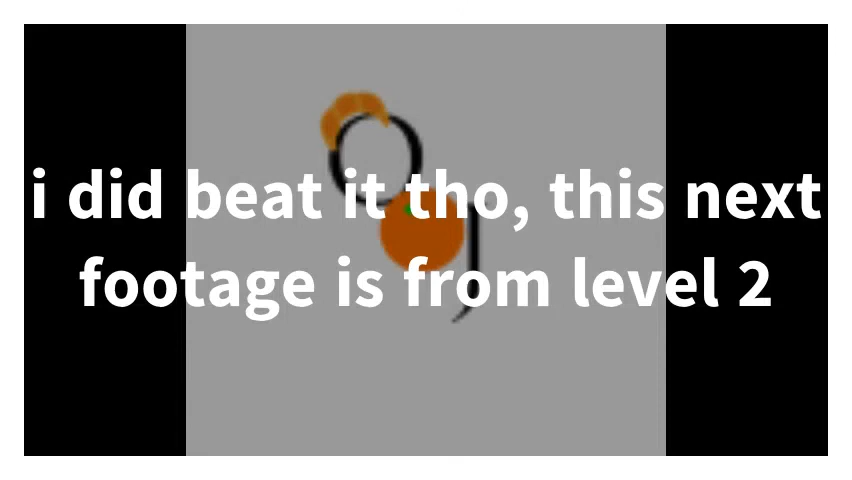 i did beat it tho, this next
footage is from level 2